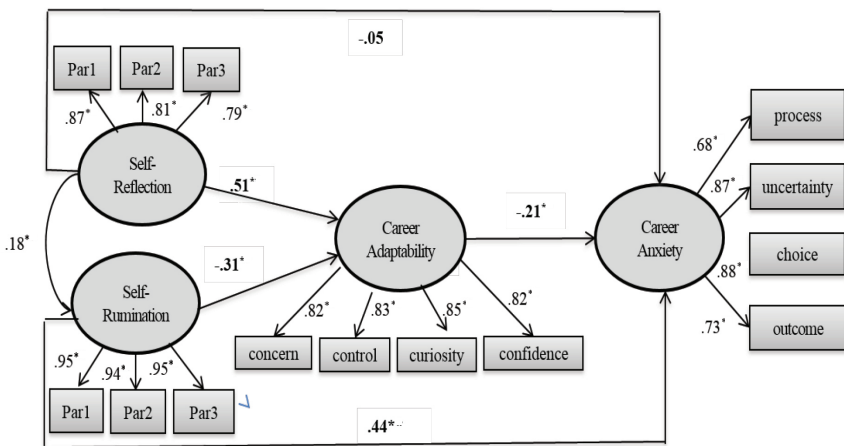 -.05
Par1
Par2
Par3
.87*
.81*
.79*
process
.68*
Self-
Reflection
.51*
.87*
uncertainty
Career
Adaptability
-.21*
Career
Anxiety
.18*
-.31*
.88*
choice
Self-
Rumination
.82*
.83*
.85*
.82*
.73*
outcome
concern
control
curiosity
confidence
.95*
.94*
.95*
Par1
Par2
Par3
.44*